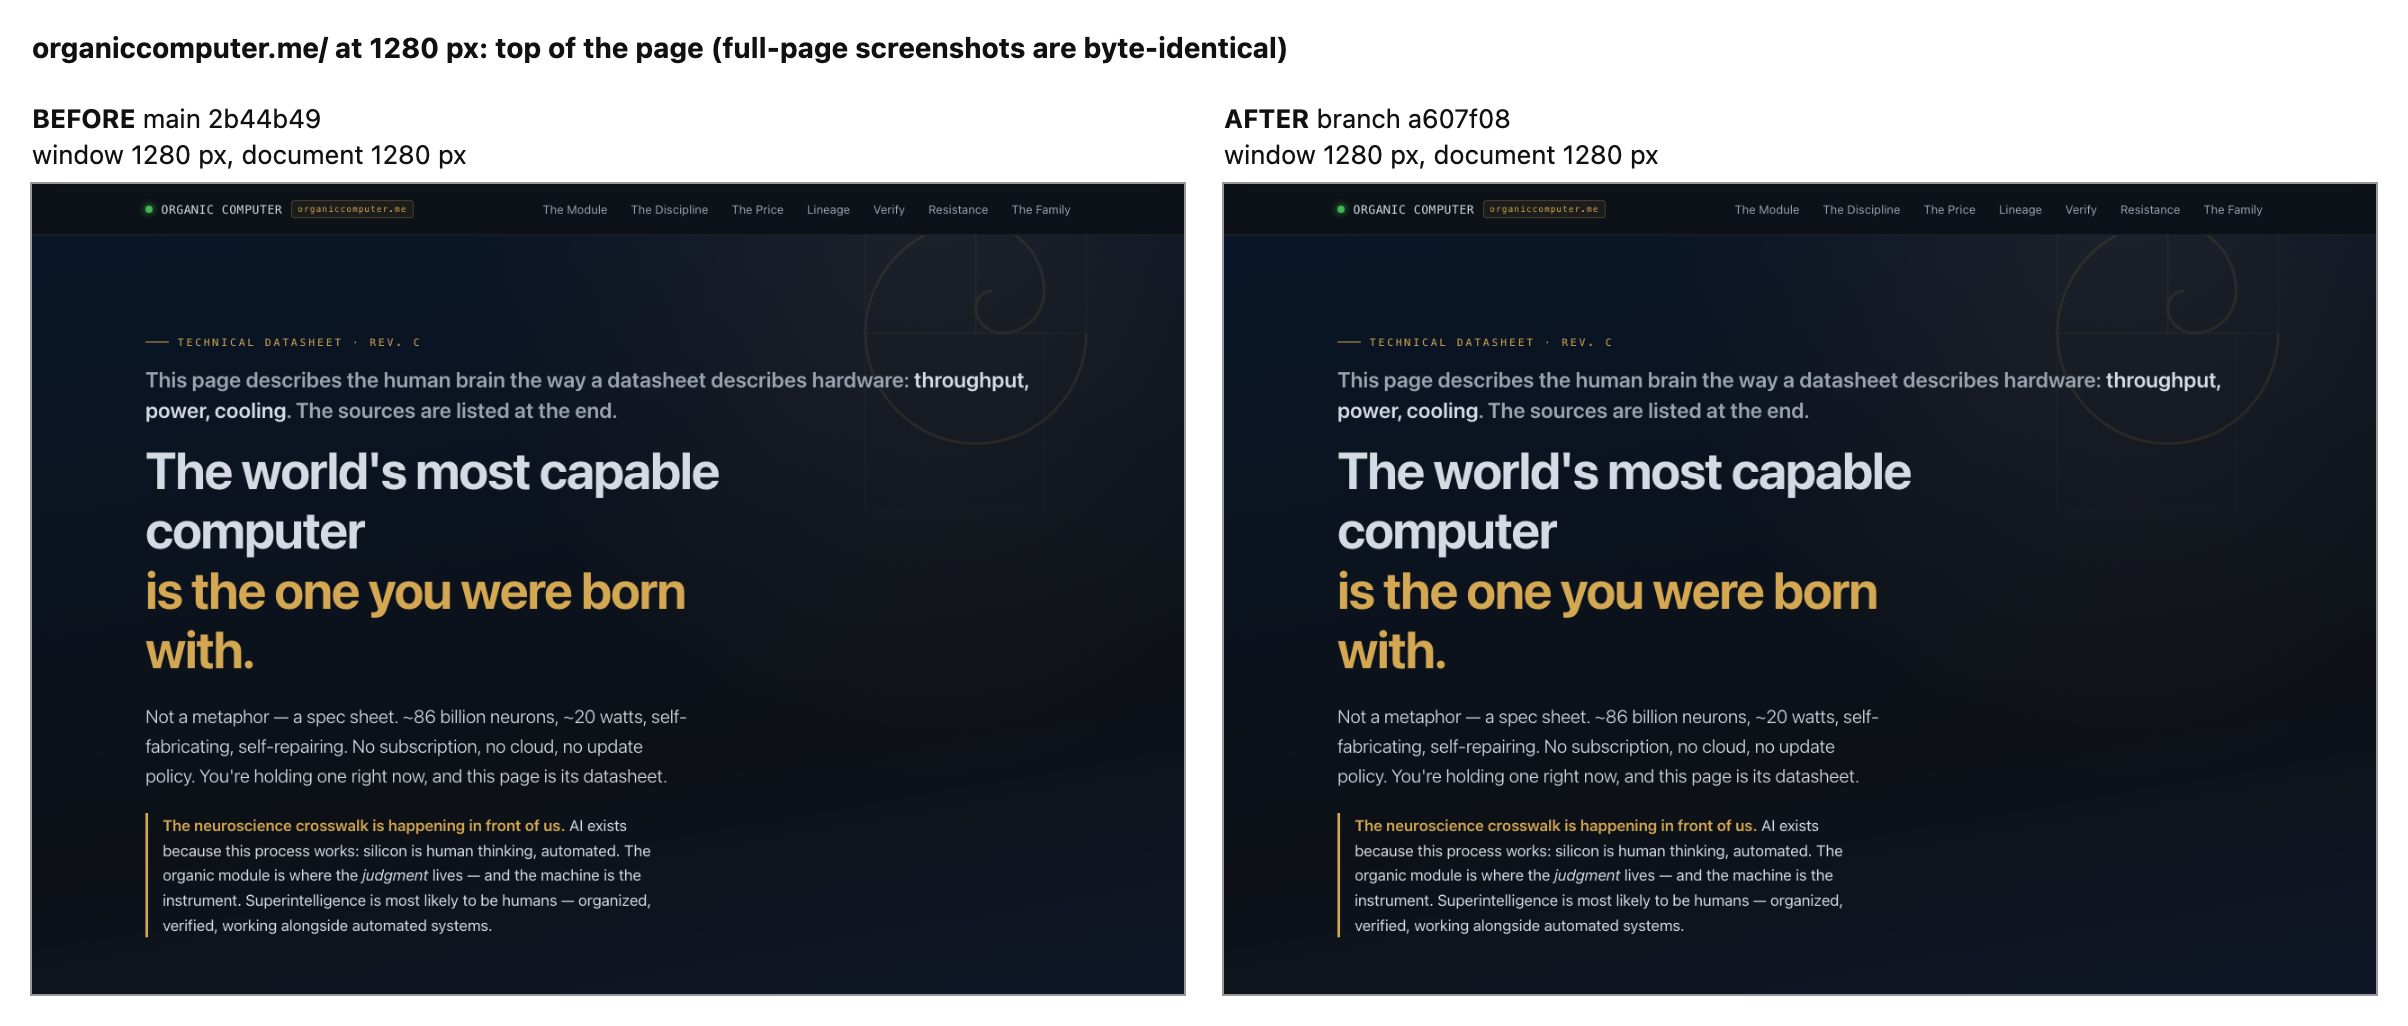 organiccomputer.me/ at 1280 px: top of the page (full-page screenshots are byte-identical)
BEFORE main 2b44b49
window 1280 px, document 1280 px
ORGANIC COMPUTER organiccomputer.me The Module The Discipline The Price Lineage Verify Resistance The Family
TECHNICAL DATASHEET · REV. C
This page describes the human brain the way a datasheet describes hardware: throughput,
power, cooling. The sources are listed at the end.
The world's most capable
computer
is the one you were born
with.
Not a metaphor — a spec sheet. ~86 billion neurons, ~20 watts, self-
fabricating, self-repairing. No subscription, no cloud, no update
policy. You're holding one right now, and this page is its datasheet.
The neuroscience crosswalk is happening in front of us. AI exists
because this process works: silicon is human thinking, automated. The
organic module is where the judgment lives — and the machine is the
instrument. Superintelligence is most likely to be humans — organized,
verified, working alongside automated systems.
AFTER branch a607f08
window 1280 px, document 1280 px
ORGANIC COMPUTER organiccomputer.me The Module The Discipline The Price Lineage Verify Resistance The Family
TECHNICAL DATASHEET · REV. C
This page describes the human brain the way a datasheet describes hardware: throughput,
power, cooling. The sources are listed at the end.
The world's most capable
computer
is the one you were born
with.
Not a metaphor — a spec sheet. ~86 billion neurons, ~20 watts, self-
fabricating, self-repairing. No subscription, no cloud, no update
policy. You're holding one right now, and this page is its datasheet.
The neuroscience crosswalk is happening in front of us. AI exists
because this process works: silicon is human thinking, automated. The
organic module is where the judgment lives — and the machine is the
instrument. Superintelligence is most likely to be humans — organized,
verified, working alongside automated systems.